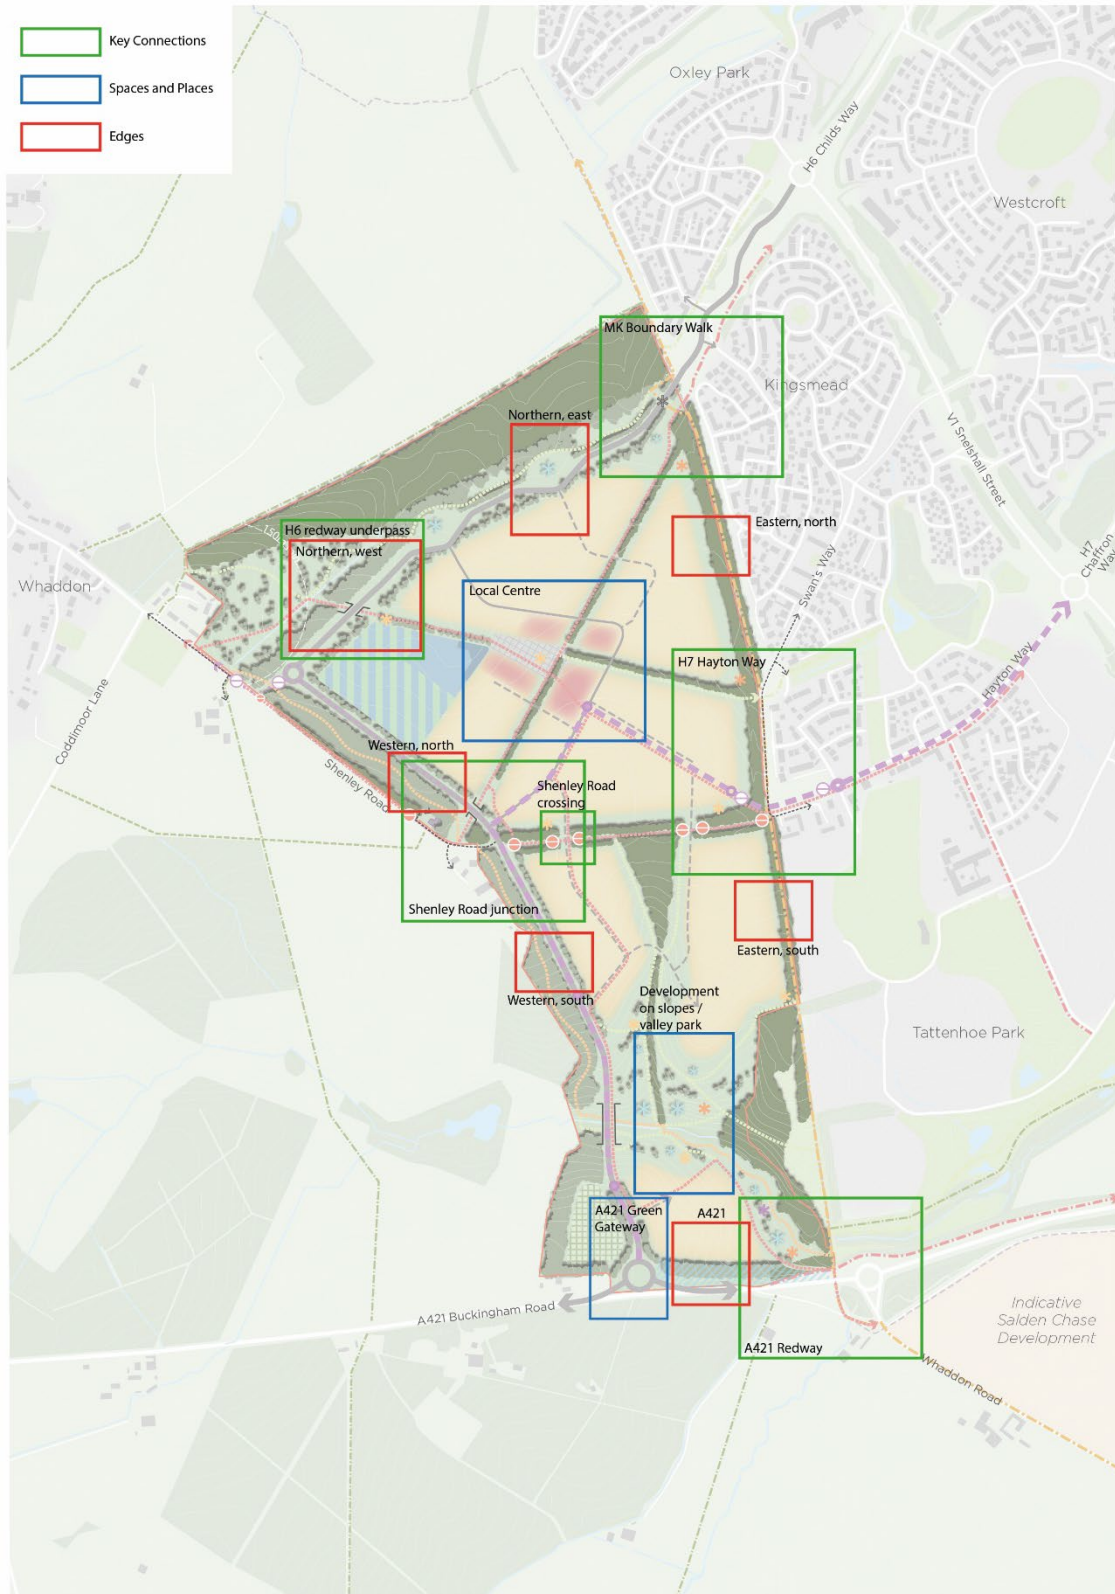 Key Connections
Spaces and Places
Edges
Oxley Park
H6 Childs Way
Westcroft
MK Boundary Walk
Kingsmead
Northern, east
V1 Snelshall Street
Eastern, north
H6 redway underpass
Northern, west
150
H7
Chaffron
Way
Whaddon
Local Centre
Swan's Way
H7 Hayton Way
Hayton Way
Coddimoor Lane
Western, north
Shenley Road
Shenley Road
crossing
Shenley Road junction
Eastern, south
Western, south
Development
on slopes /
valley park
Tattenhoe Park
A421 Green
Gateway
A421
A421 Buckingham Road
Indicative
Salden Chase
Development
A421 Redway
Whaddon Road